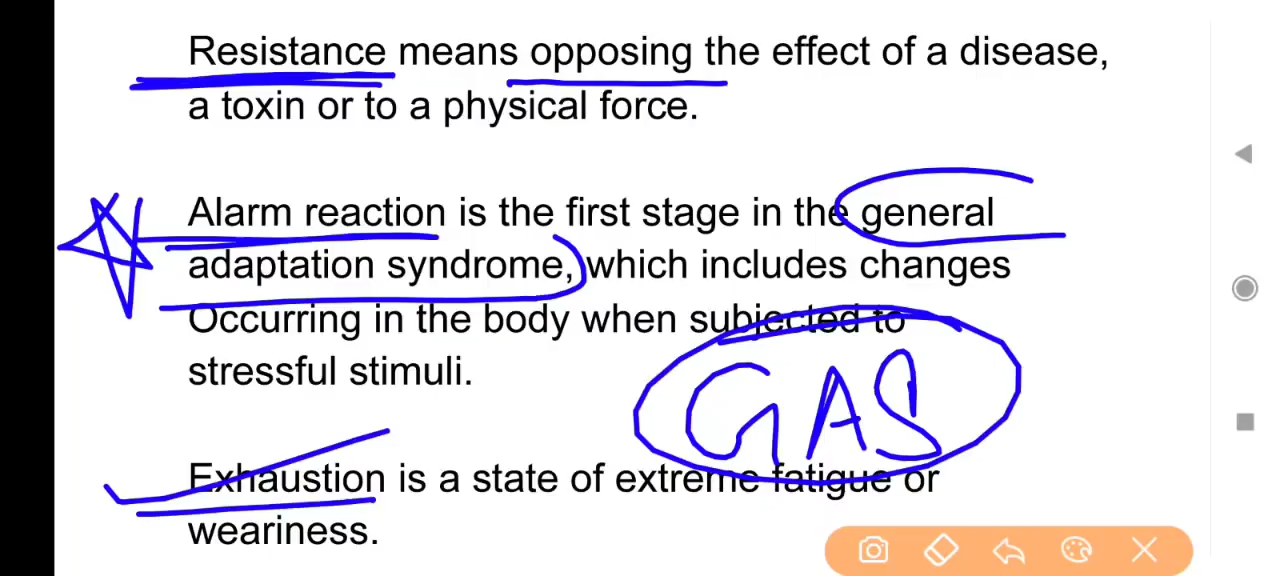 Resistance means opposing the effect of a disease,
a toxin or to a physical force.
Alarm reaction is the first stage in the general
adaptation syndrome, which includes changes
Occurring in the body when subjected to
stressful stimuli.
GAS
Exhaustion is a state of extreme fatigue or
weariness.